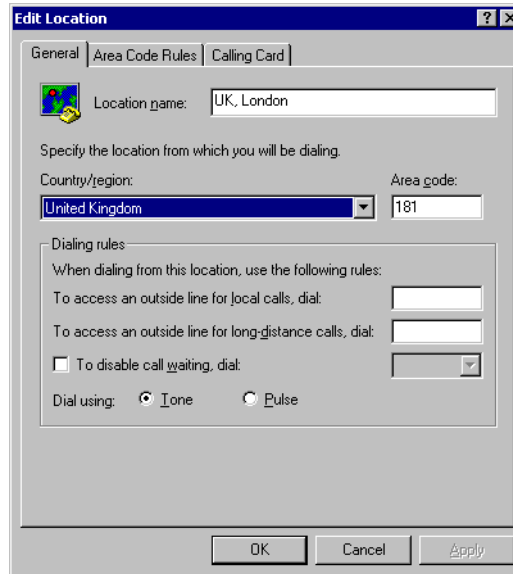 Edit Location
General Area Code Rules Calling Card
Location name: UK, London
Specify the location from which you will be dialing.
Country/region: Area code:
United Kingdom 181
Dialing rules
When dialing from this location, use the following rules:
To access an outside line for local calls, dial:
To access an outside line for long-distance calls, dial:
To disable call waiting, dial:
Dial using: Tone Pulse
OK Cancel Apply